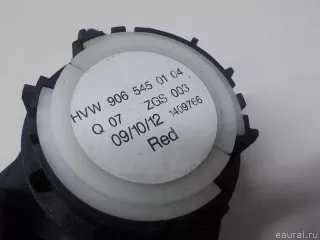 HVW 906 545 01 04
Q 07 ZGS 003
09/10/12 1409766
Red
© eaural.ru